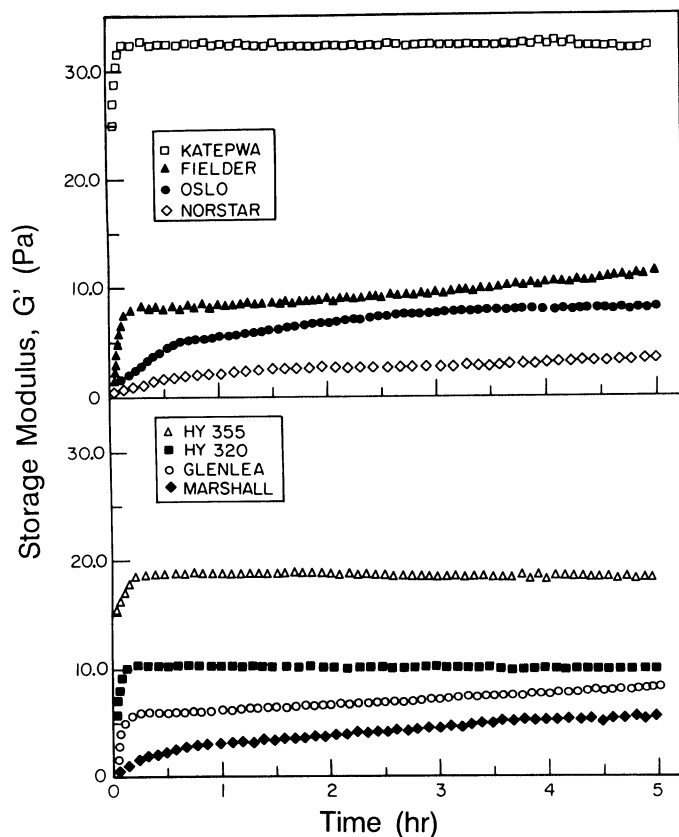 Storage Modulus, G' (Pa)
30.0
20.0
10.0
0
KATEPWA
FIELDER
OSLO
NORSTAR
30.0
20.0
10.0
0
HY 355
HY 320
GLENLEA
MARSHALL
0 1 2 3 4 5
Time (hr)